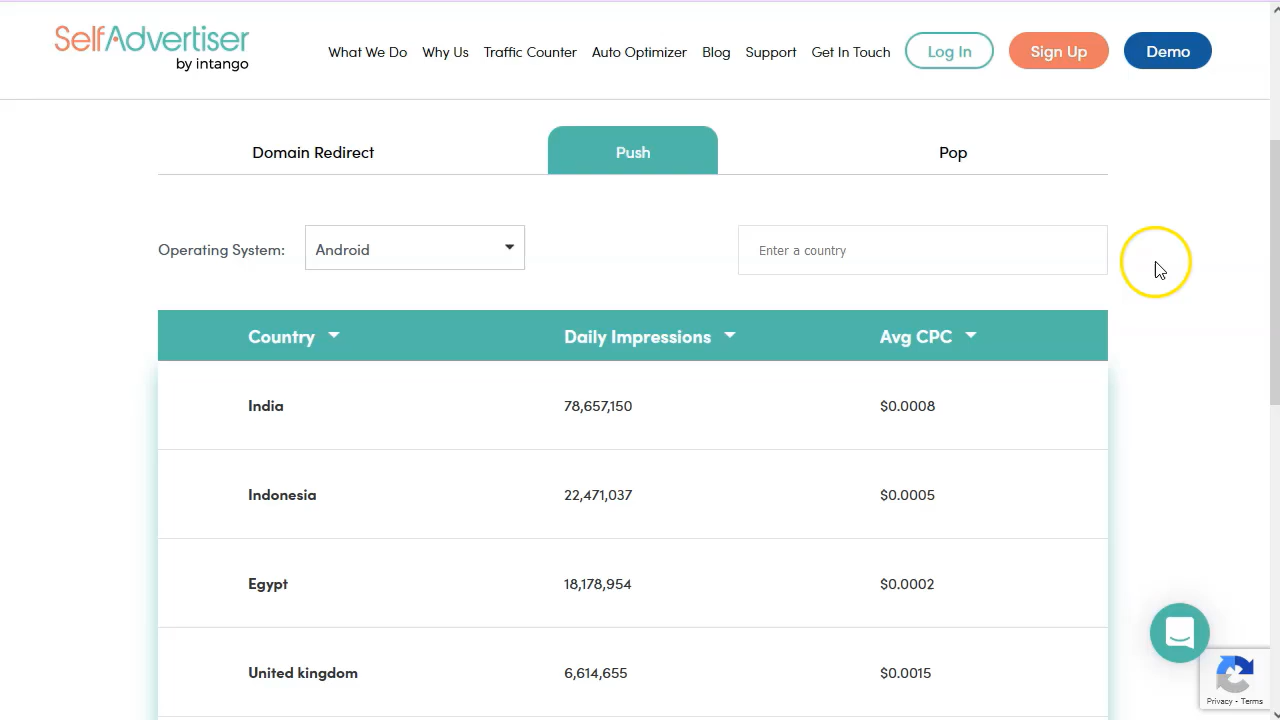 SelfAdvertiser
by intango
What We Do Why Us Traffic Counter Auto Optimizer Blog Support Get In Touch Log In Sign Up Demo
Domain Redirect Push Pop
Operating System: Android Enter a country
Country Daily Impressions Avg CPC
India 78,657,150 $0.0008
Indonesia 22,471,037 $0.0005
Egypt 18,178,954 $0.0002
United kingdom 6,614,655 $0.0015
Privacy - Terms